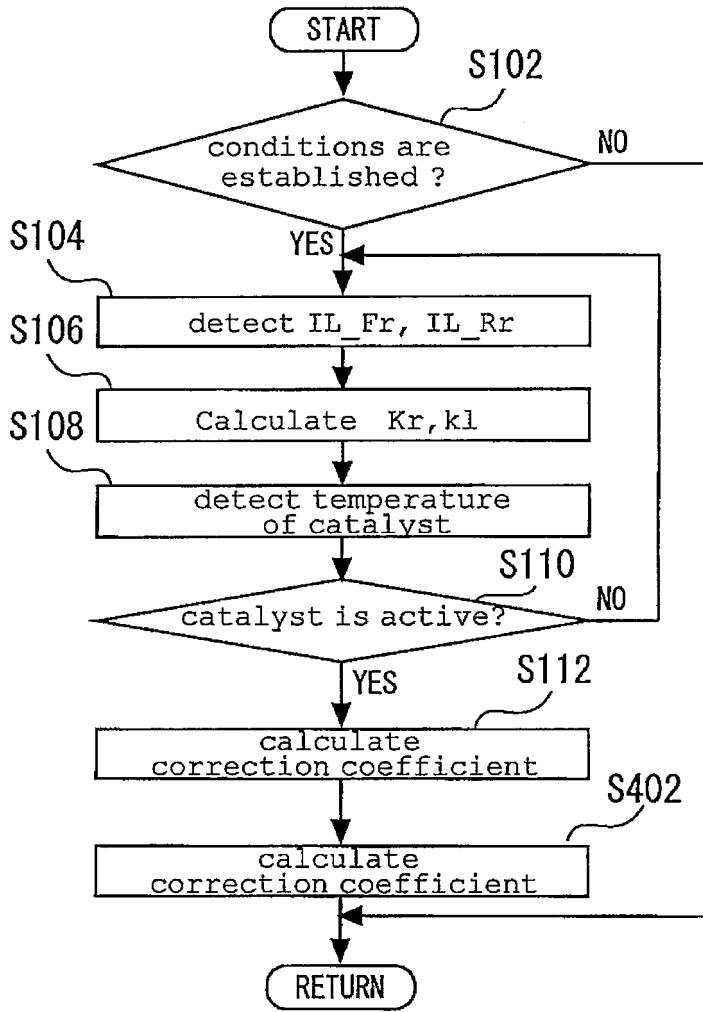 START
S102
conditions are
established ?
NO
YES
S104
detect IL_Fr, IL_Rr
S106
Calculate Kr,kl
S108
detect temperature
of catalyst
S110
catalyst is active?
NO
YES
S112
calculate
correction coefficient
S402
calculate
correction coefficient
RETURN